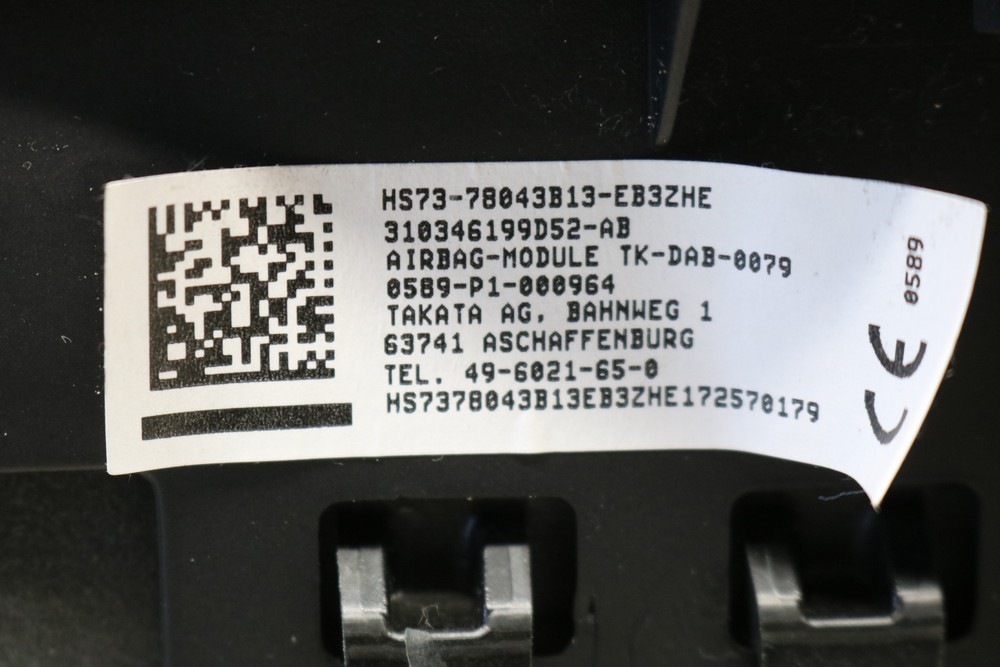 HS73-78043B13-EB3ZHE
310346199D52-AB
AIRBAG-MODULE TK-DAB-0079
0589-P1-000964
TAKATA AG, BAHNWEG 1
63741 ASCHAFFENBURG
TEL. 49-6021-65-0
HS7378043B13EB3ZHE172570179
CE 0589